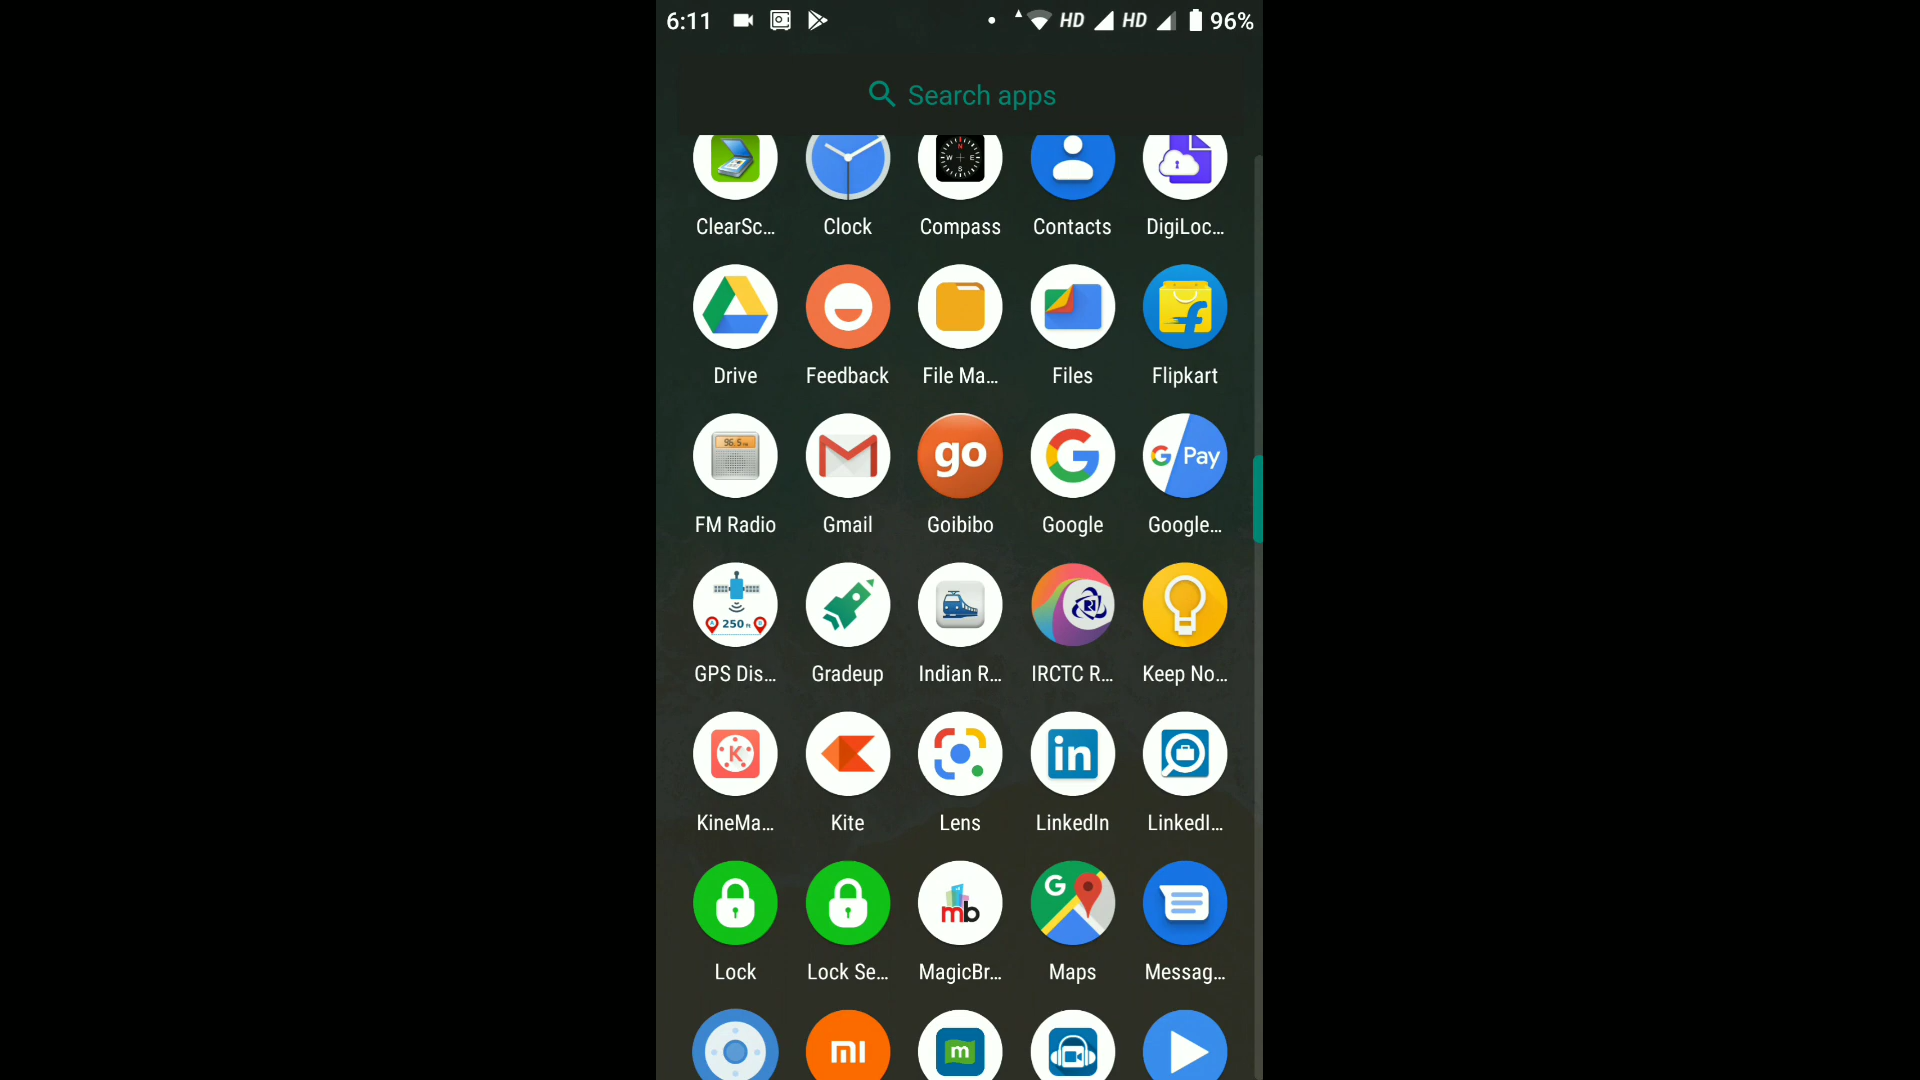 6:11 HD HD 96%
Search apps
N
W E
S
ClearSc... Clock Compass Contacts DigiLoc...
Drive Feedback File Ma... Files Flipkart
96.5 go G Pay
FM Radio Gmail Goibibo Google Google...
250 ft
GPS Dis... Gradeup Indian R... IRCTC R... Keep No...
K in
KineMa... Kite Lens LinkedIn LinkedI...
mb G
Lock Lock Se... MagicBr... Maps Messag...
mi m